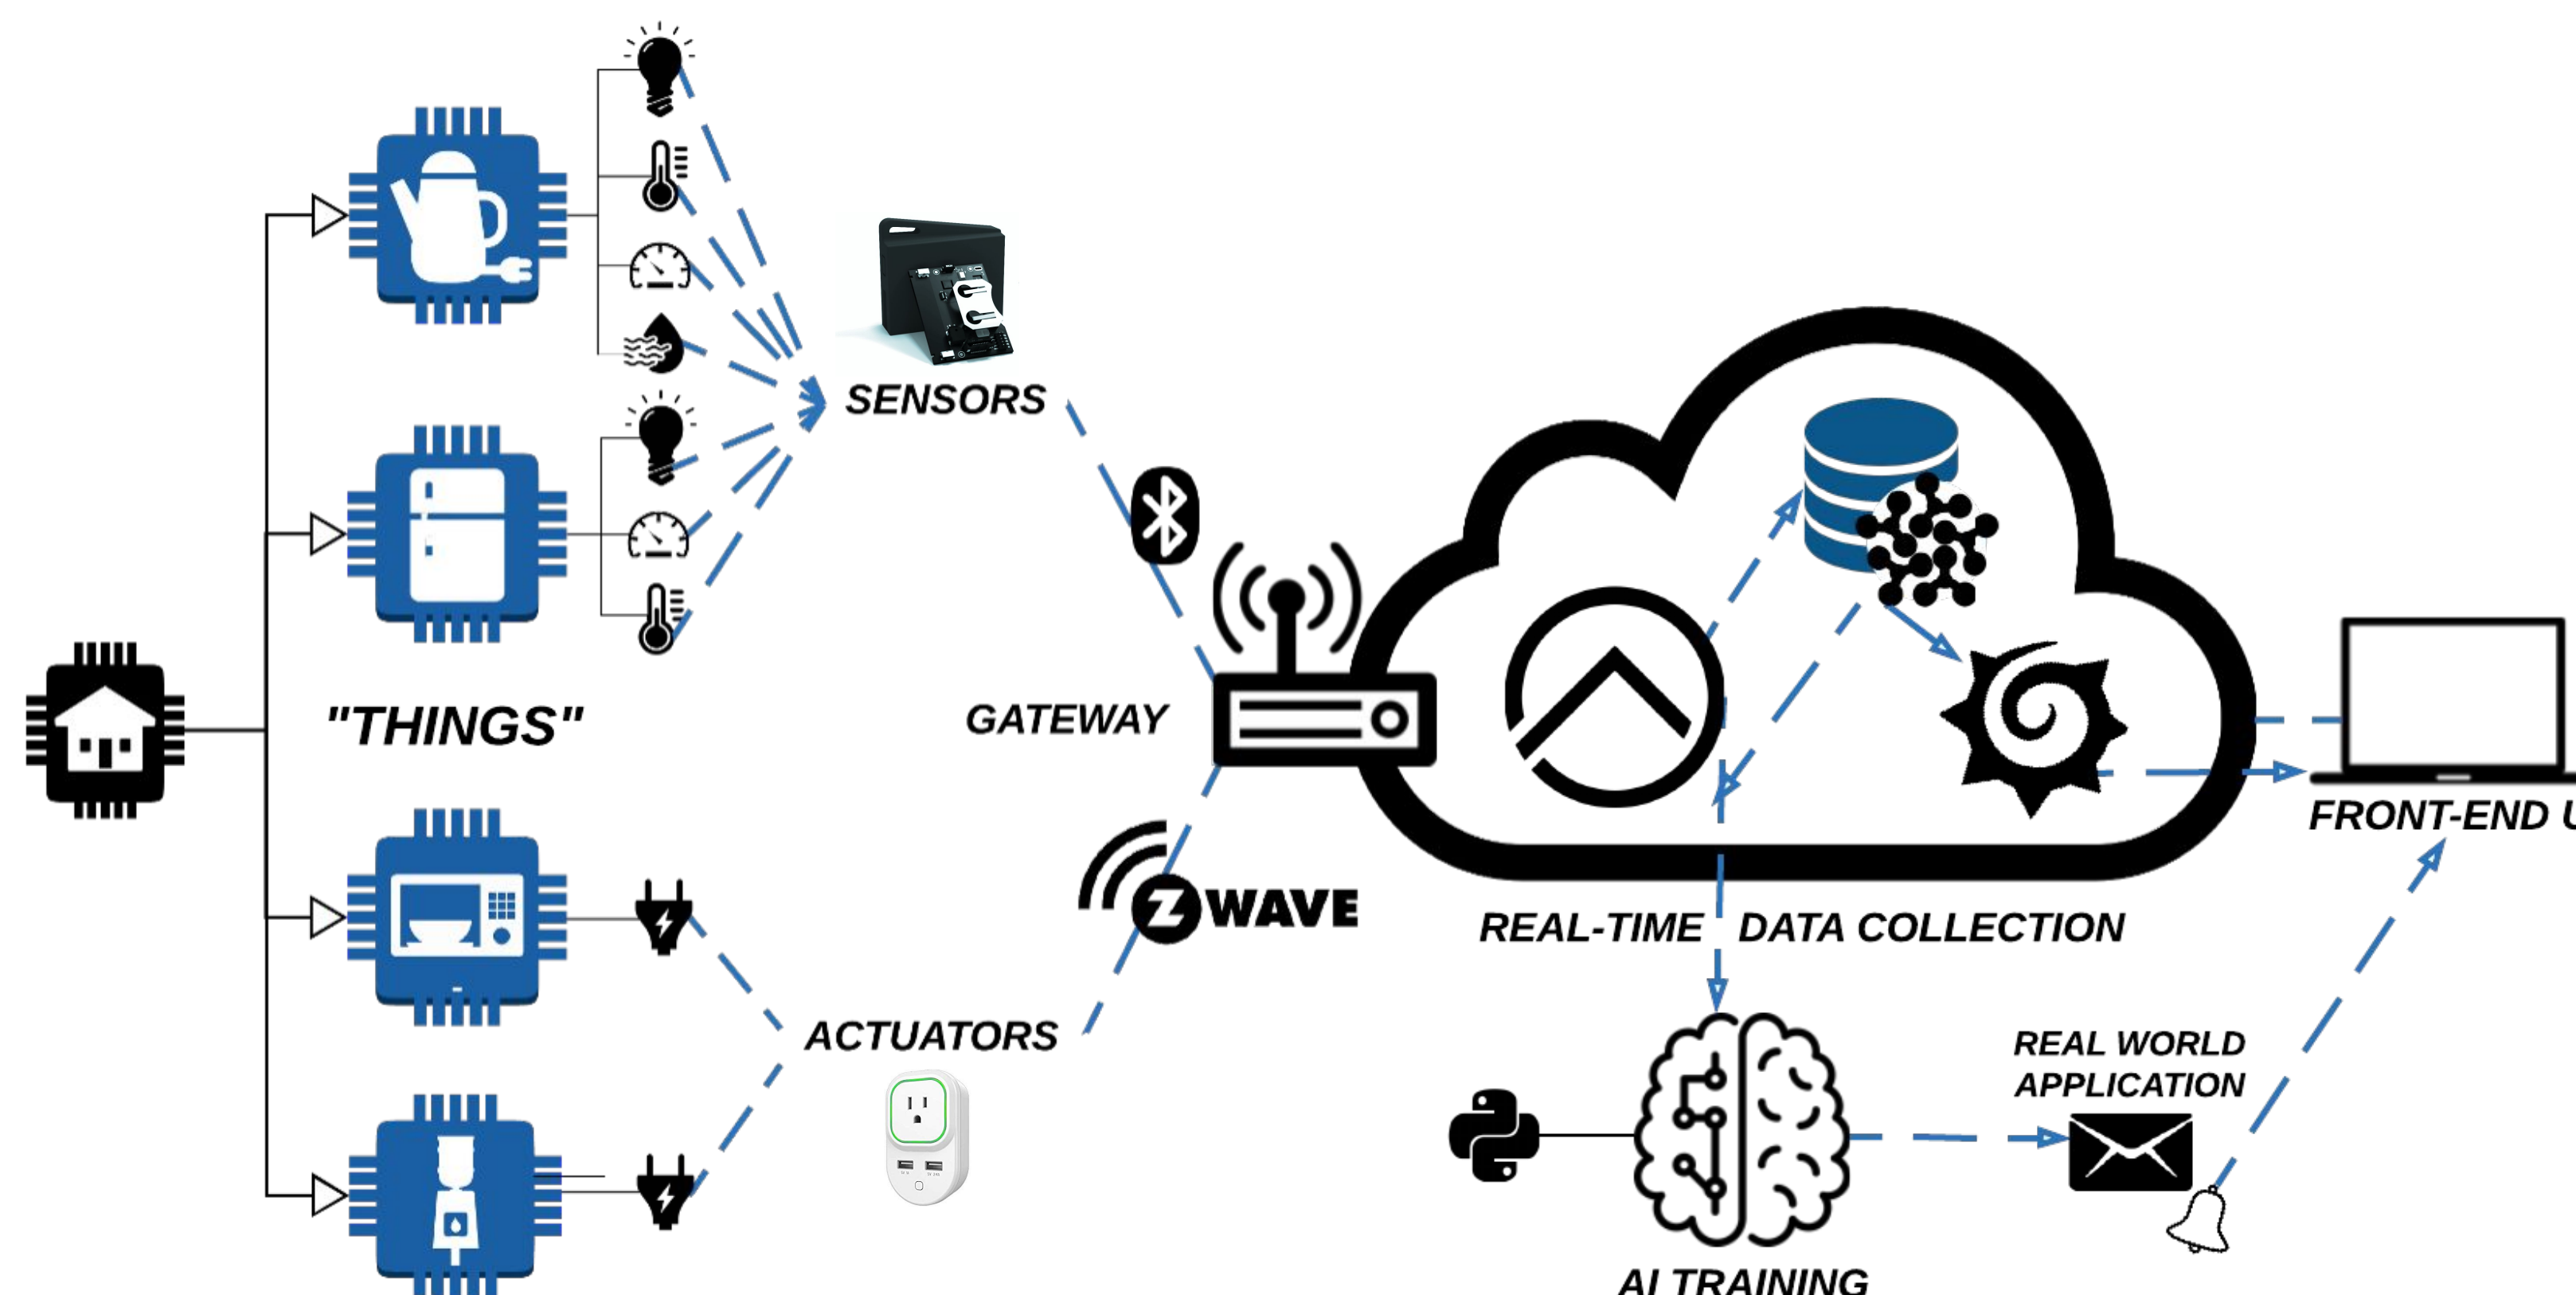 SENSORS
"THINGS"
GATEWAY
Z WAVE
FRONT-END U
REAL-TIME DATA COLLECTION
ACTUATORS
REAL WORLD
APPLICATION
AI TRAINING